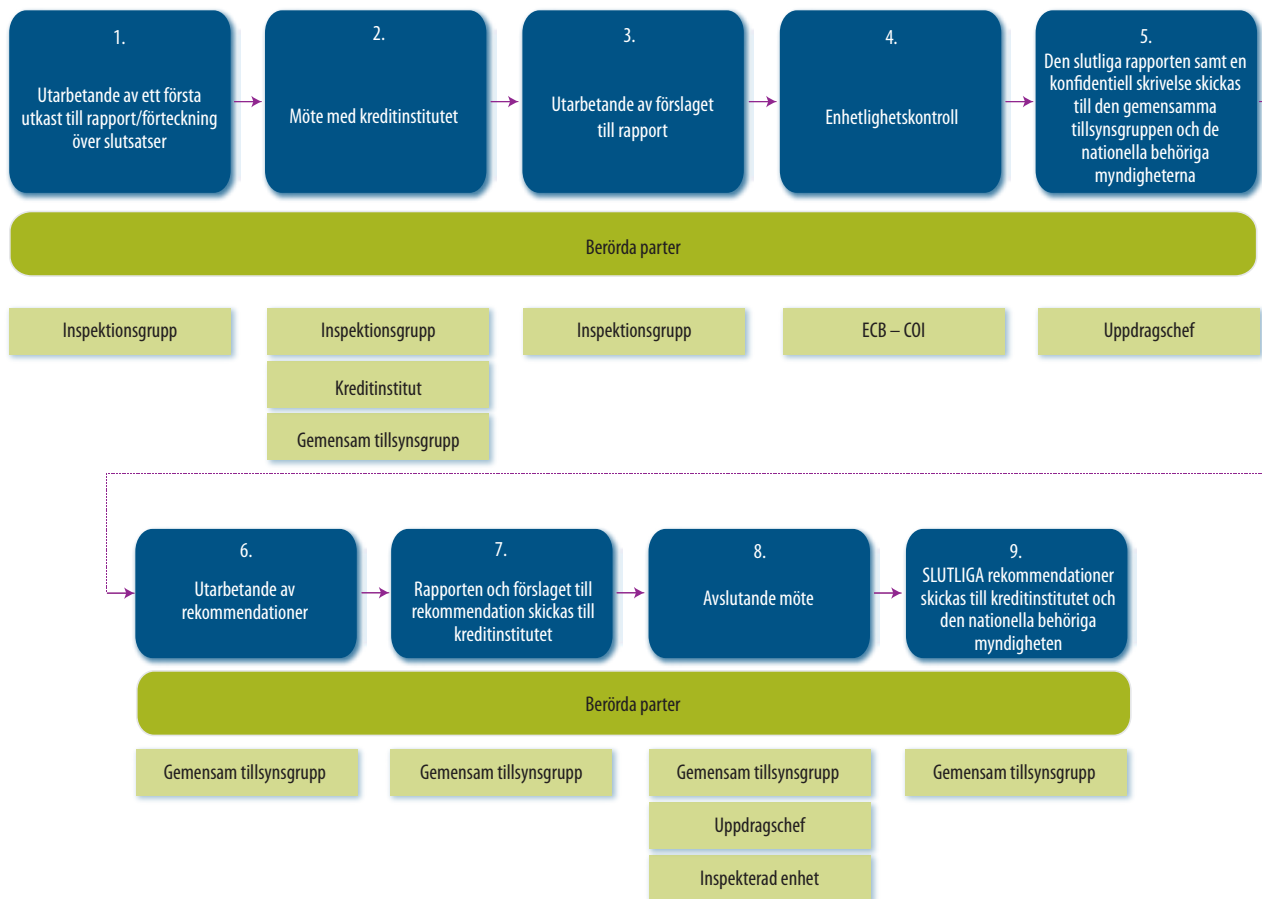 1.
Utarbetande av ett första
utkast till rapport/förteckning
över slutsatser
2.
Möte med kreditinstitutet
3.
Utarbetande av förslaget
till rapport
4.
Enhetlighetskontroll
5.
Den slutliga rapporten samt en
konfidentiell skrivelse skickas
till den gemensamma
tillsynsgruppen och de
nationella behöriga
myndigheterna
Berörda parter
Inspektionsgrupp
Inspektionsgrupp
Kreditinstitut
Gemensam tillsynsgrupp
Inspektionsgrupp
ECB – COI
Uppdragschef
6.
Utarbetande av
rekommendationer
7.
Rapporten och förslaget till
rekommendation skickas till
kreditinstitutet
8.
Avslutande möte
9.
SLUTLIGA rekommendationer
skickas till kreditinstitutet och
den nationella behöriga
myndigheten
Berörda parter
Gemensam tillsynsgrupp
Gemensam tillsynsgrupp
Gemensam tillsynsgrupp
Uppdragschef
Inspekterad enhet
Gemensam tillsynsgrupp